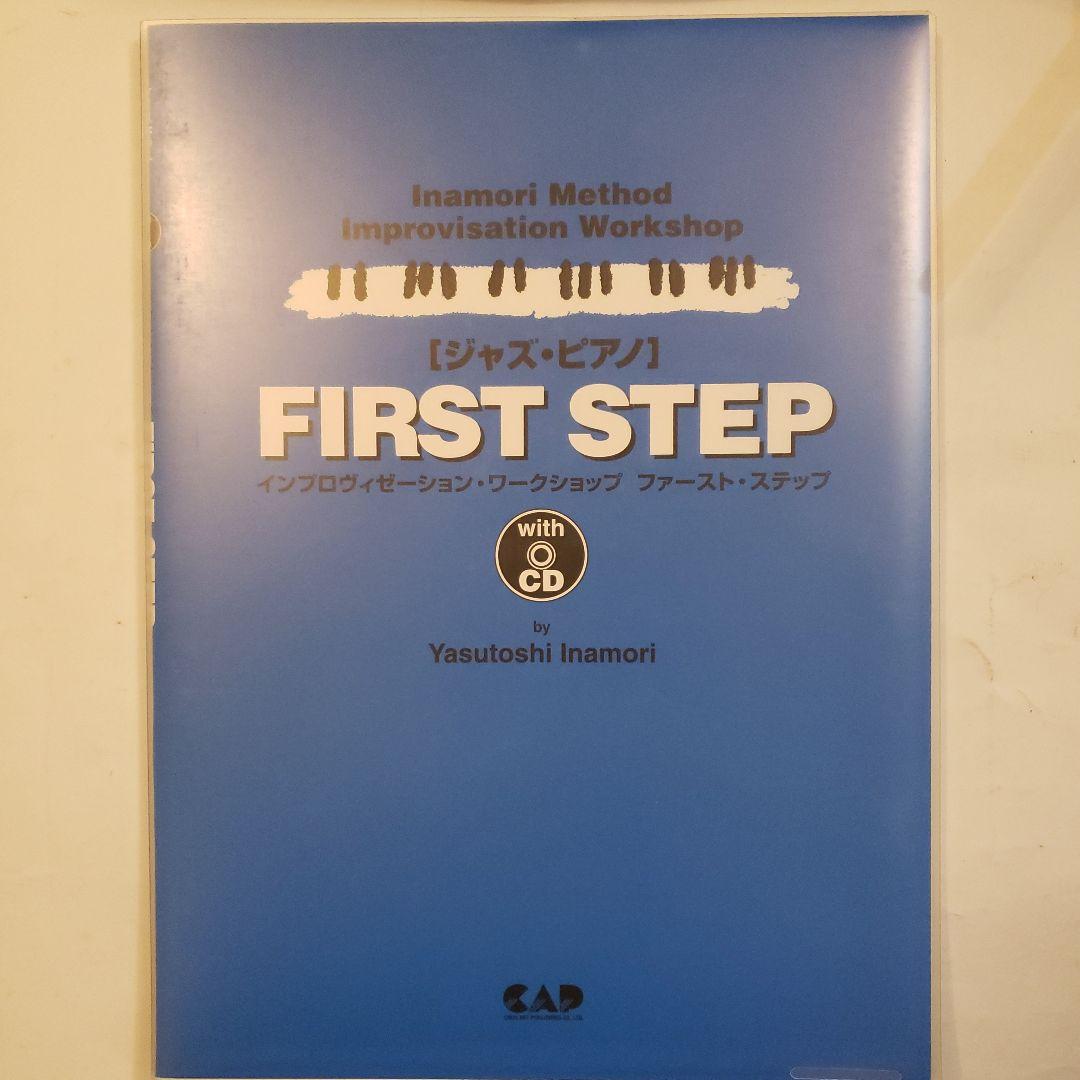 Inamori Method
Improvisation Workshop
[ジャズ・ピアノ]
FIRST STEP
インプロヴィゼーション・ワークショップ ファースト・ステップ
with
CD
by
Yasutoshi Inamori
CAP